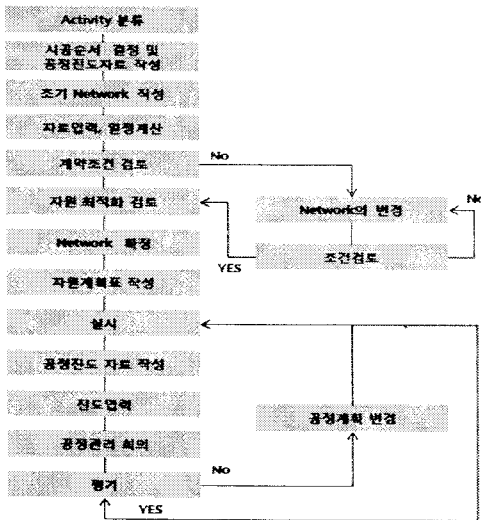 Activity 분류
시공순서 결정 및
공정진도자료 작성
초기 Network 작성
자료입력, 일정계산
계약조건 검토
No
자원 최적화 검토
Network의 변경
No
Network 확정
YES
조건검토
자원계획표 작성
실시
공정진도 자료 작성
진도입력
공정계획 변경
공정관리 회의
평가
No
YES